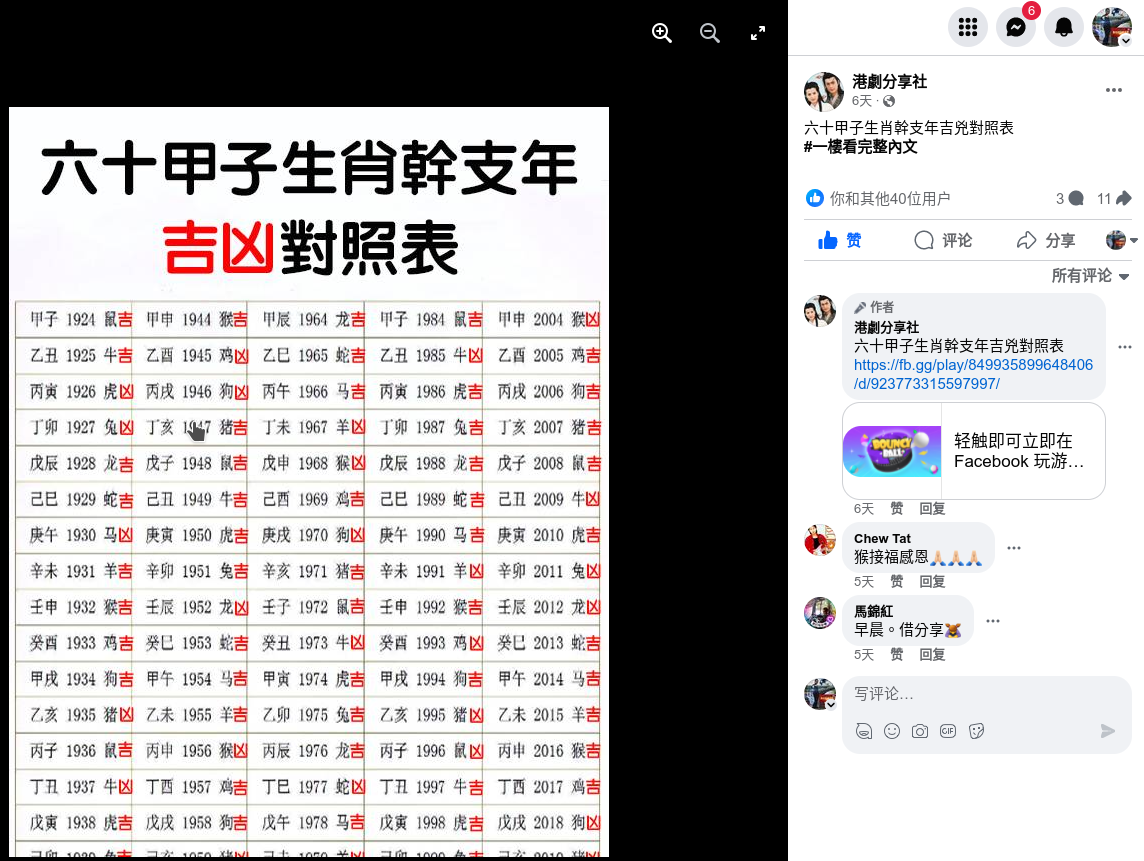 六十甲子生肖幹支年
吉凶對照表
甲子 1924 鼠吉 甲申 1944 猴吉 甲辰 1964 龙吉 甲子 1984 鼠吉 甲申 2004 猴凶
乙丑 1925 牛吉 乙酉 1945 鸡凶 乙巳 1965 蛇吉 乙丑 1985 牛凶 乙酉 2005 鸡吉
丙寅 1926 虎凶 丙戌 1946 狗凶 丙午 1966 马吉 丙寅 1986 虎吉 丙戌 2006 狗吉
丁卯 1927 兔凶 丁亥 1947 猪吉 丁未 1967 羊凶 丁卯 1987 兔吉 丁亥 2007 猪吉
戊辰 1928 龙吉 戊子 1948 鼠吉 戊申 1968 猴凶 戊辰 1988 龙吉 戊子 2008 鼠吉
己巳 1929 蛇吉 己丑 1949 牛吉 己酉 1969 鸡吉 己巳 1989 蛇吉 己丑 2009 牛凶
庚午 1930 马凶 庚寅 1950 虎吉 庚戌 1970 狗凶 庚午 1990 马吉 庚寅 2010 虎吉
辛未 1931 羊吉 辛卯 1951 兔吉 辛亥 1971 猪吉 辛未 1991 羊凶 辛卯 2011 兔凶
壬申 1932 猴吉 壬辰 1952 龙凶 壬子 1972 鼠吉 壬申 1992 猴吉 壬辰 2012 龙凶
癸酉 1933 鸡吉 癸巳 1953 蛇吉 癸丑 1973 牛凶 癸酉 1993 鸡凶 癸巳 2013 蛇吉
甲戌 1934 狗吉 甲午 1954 马吉 甲寅 1974 虎吉 甲戌 1994 狗吉 甲午 2014 马吉
乙亥 1935 猪凶 乙未 1955 羊吉 乙卯 1975 兔吉 乙亥 1995 猪凶 乙未 2015 羊吉
丙子 1936 鼠吉 丙申 1956 猴凶 丙辰 1976 龙吉 丙子 1996 鼠凶 丙申 2016 猴吉
丁丑 1937 牛凶 丁酉 1957 鸡吉 丁巳 1977 蛇凶 丁丑 1997 牛吉 丁酉 2017 鸡吉
戊寅 1938 虎吉 戊戌 1958 狗吉 戊午 1978 马吉 戊寅 1998 虎吉 戊戌 2018 狗凶
6
港劇分享社
6天 ·
六十甲子生肖幹支年吉兇對照表
#一樓看完整內文
你和其他40位用户 3 11
赞 评论 分享
所有评论
作者
港劇分享社
六十甲子生肖幹支年吉兇對照表
https://fb.gg/play/849935899648406
/d/923773315597997/
BOUNCY
BALL
轻触即可立即在
Facebook 玩游…
6天 赞 回复
Chew Tat
猴接福感恩🙏🏻🙏🏻🙏🏻
5天 赞 回复
馬錦紅
早晨。借分享
5天 赞 回复
写评论…
GIF